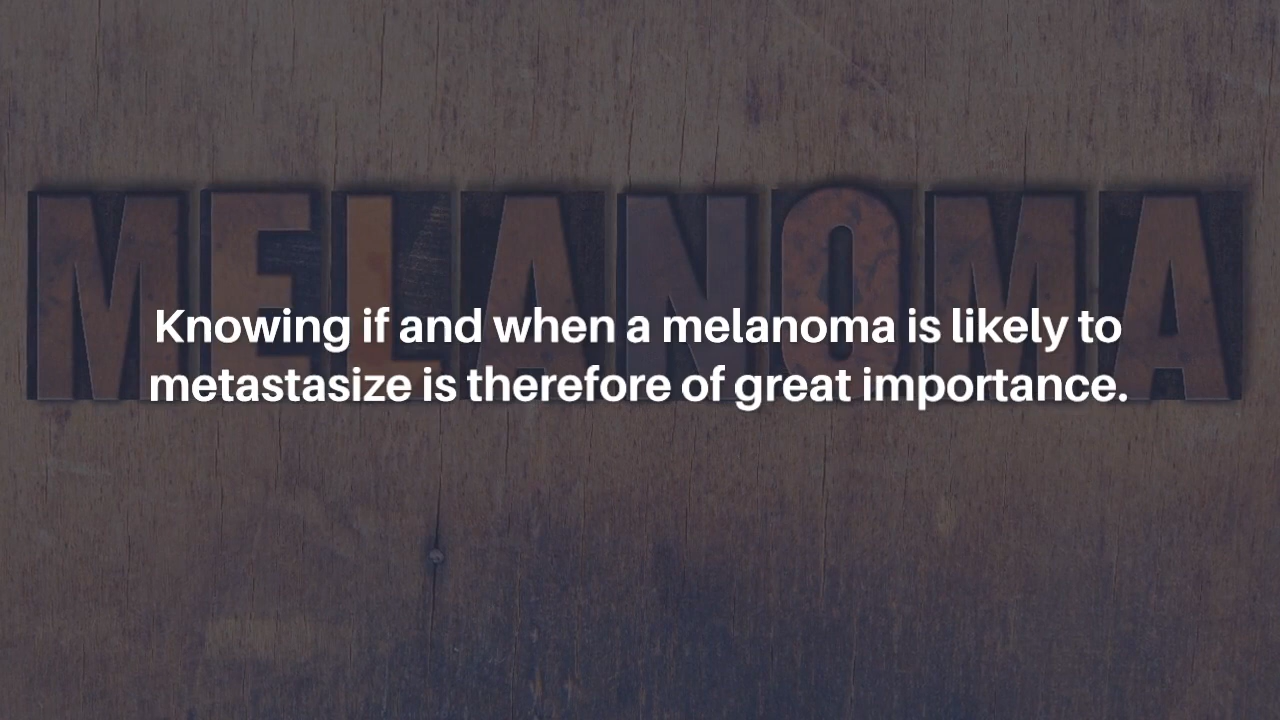 MELANOMA
Knowing if and when a melanoma is likely to
metastasize is therefore of great importance.